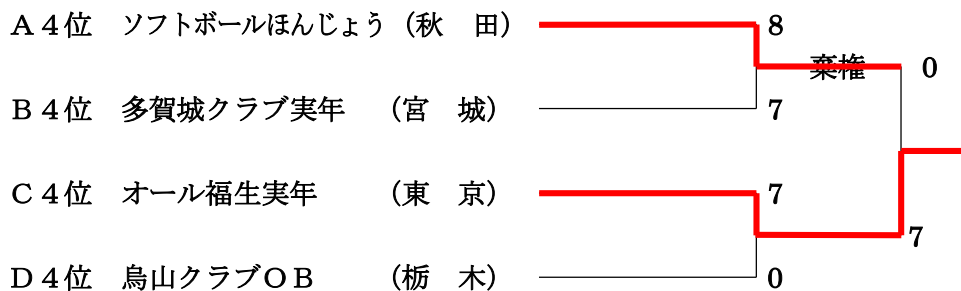 A４位　ソフトボールほんじょう（秋　田）　8
棄権　0
B４位　多賀城クラブ実年　（宮　城）　7
C４位　オール福生実年　（東　京）　7
7
D４位　烏山クラブOB　（栃　木）　0